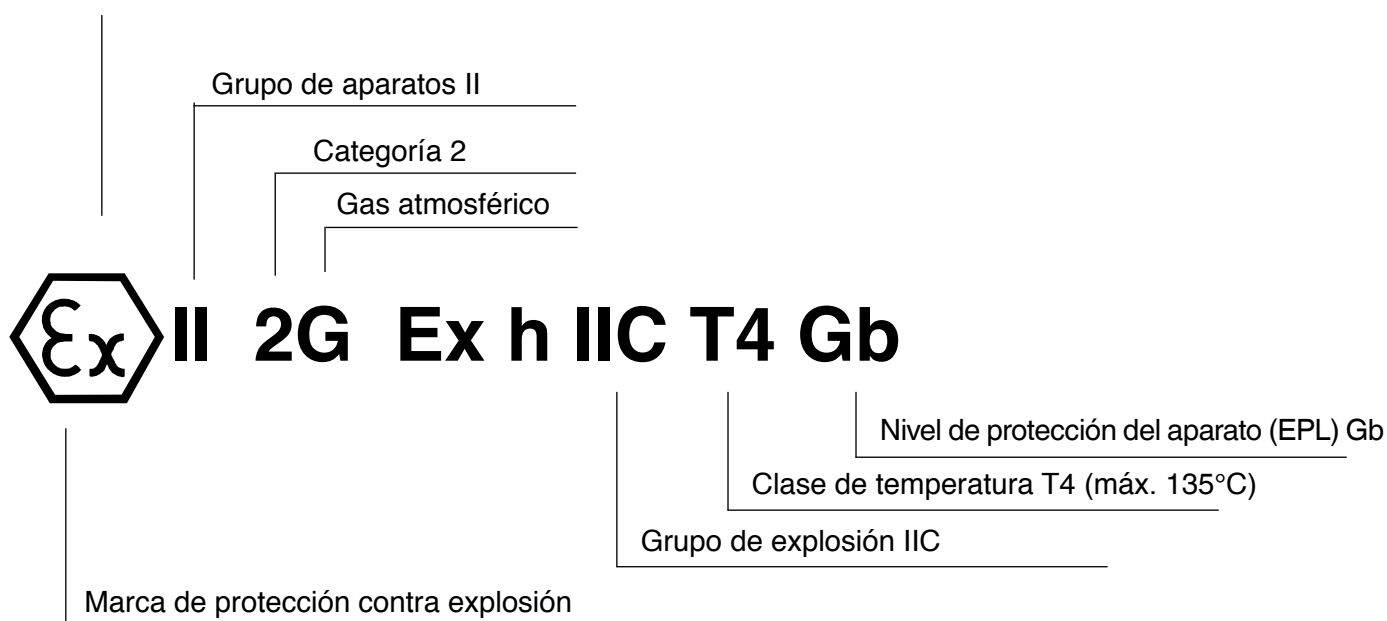 Grupo de aparatos II
Categoría 2
Gas atmosférico
Ex II 2G Ex h IIC T4 Gb
Nivel de protección del aparato (EPL) Gb
Clase de temperatura T4 (máx. 135°C)
Grupo de explosión IIC
Marca de protección contra explosión